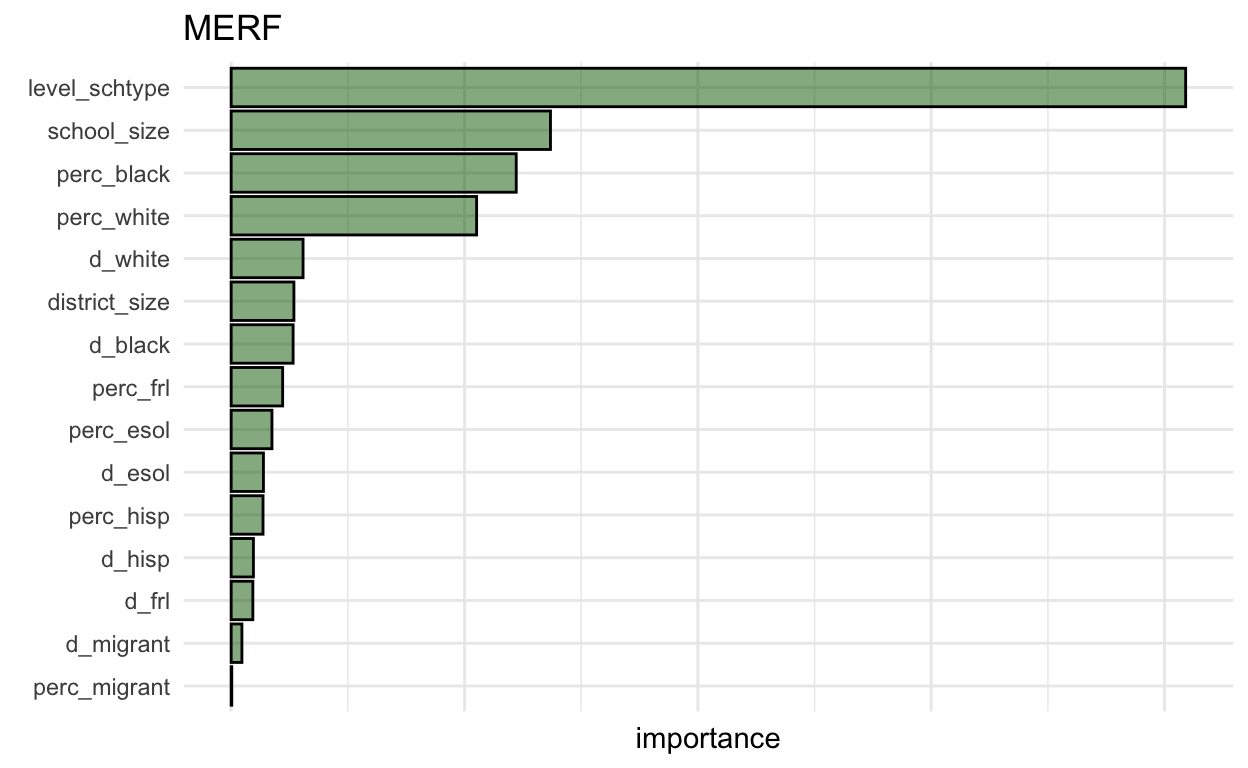 MERF
level_schtype
school_size
perc_black
perc_white
d_white
district_size
d_black
perc_frl
perc_esol
d_esol
perc_hisp
d_hisp
d_frl
d_migrant
perc_migrant
importance